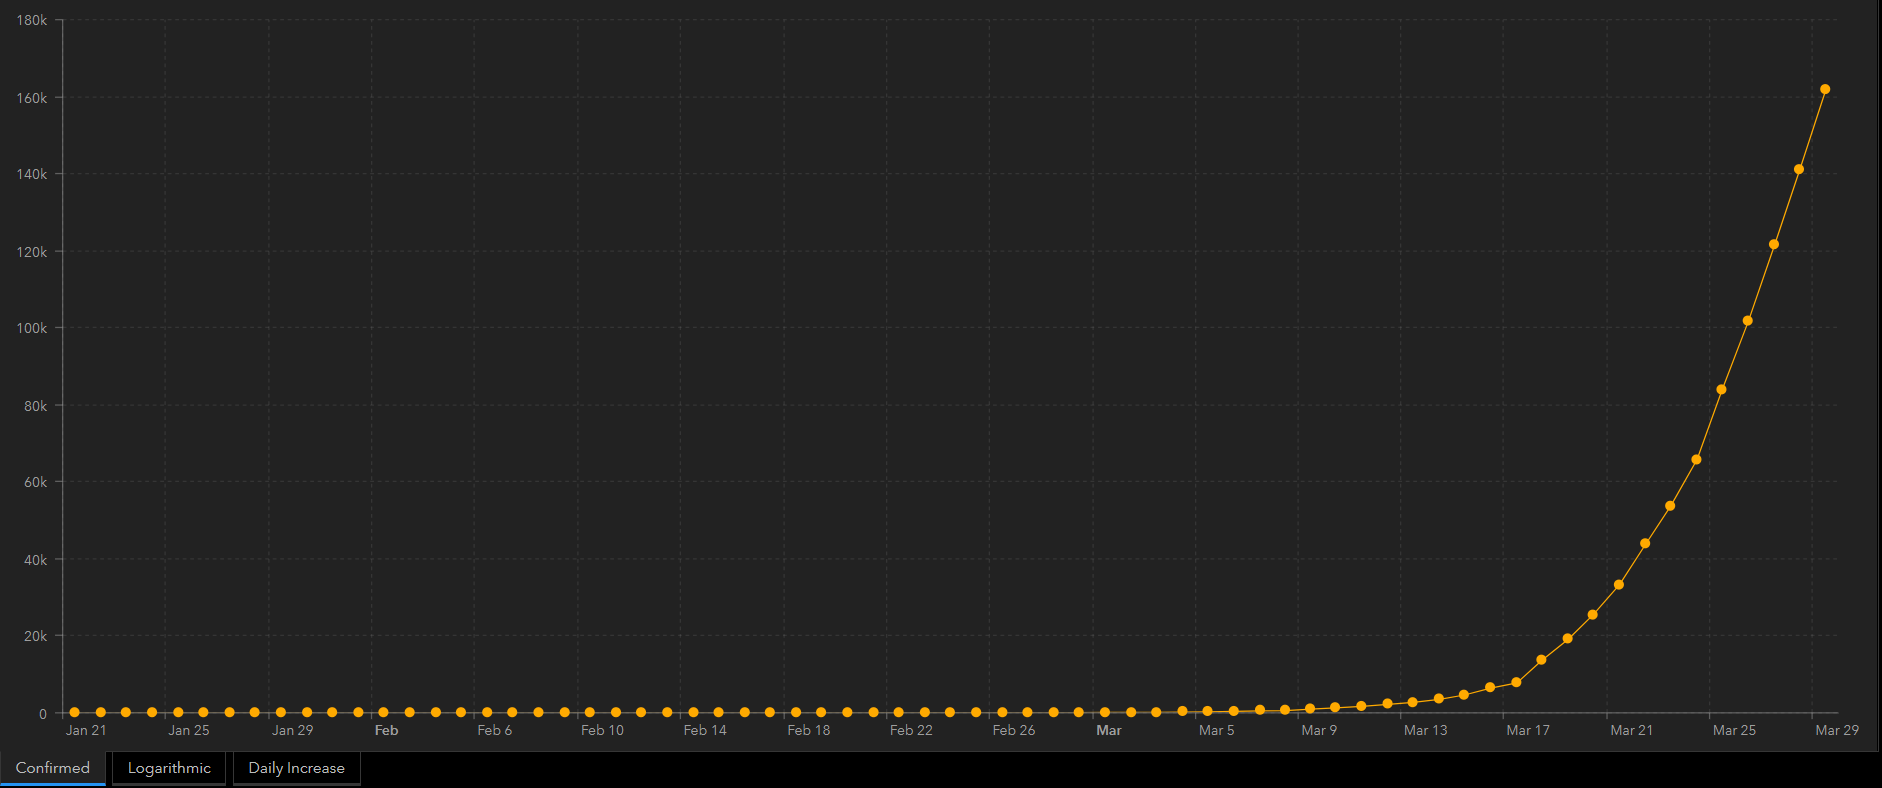 180k
160k
140k
120k
100k
80k
60k
40k
20k
0
Jan 21 Jan 25 Jan 29 Feb Feb 6 Feb 10 Feb 14 Feb 18 Feb 22 Feb 26 Mar Mar 5 Mar 9 Mar 13 Mar 17 Mar 21 Mar 25 Mar 29
Confirmed Logarithmic Daily Increase